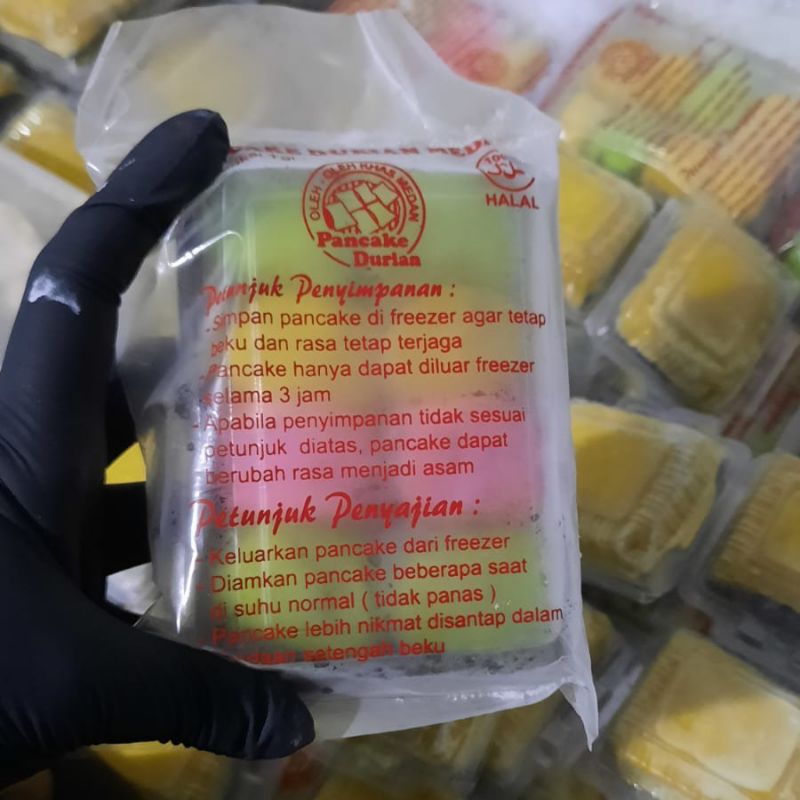 DURIAN
OLEH - OLEH KHAS MEDAN
Pancake
Durian
100%
حلال
HALAL
Petunjuk Penyimpanan :
- Simpan pancake di freezer agar tetap
beku dan rasa tetap terjaga
- Pancake hanya dapat diluar freezer
selama 3 jam
- Apabila penyimpanan tidak sesuai
petunjuk diatas, pancake dapat
berubah rasa menjadi asam
Petunjuk Penyajian :
- Keluarkan pancake dari freezer
- Diamkan pancake beberapa saat
di suhu normal ( tidak panas )
- Pancake lebih nikmat disantap dalam
setengah beku